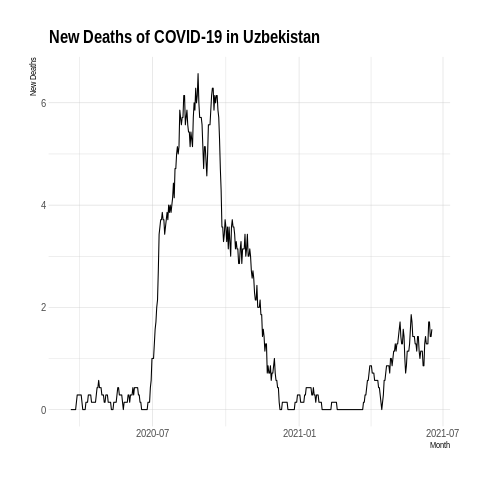 New Deaths of COVID-19 in Uzbekistan
New Deaths
6
4
2
0
2020-07
2021-01
2021-07
Month